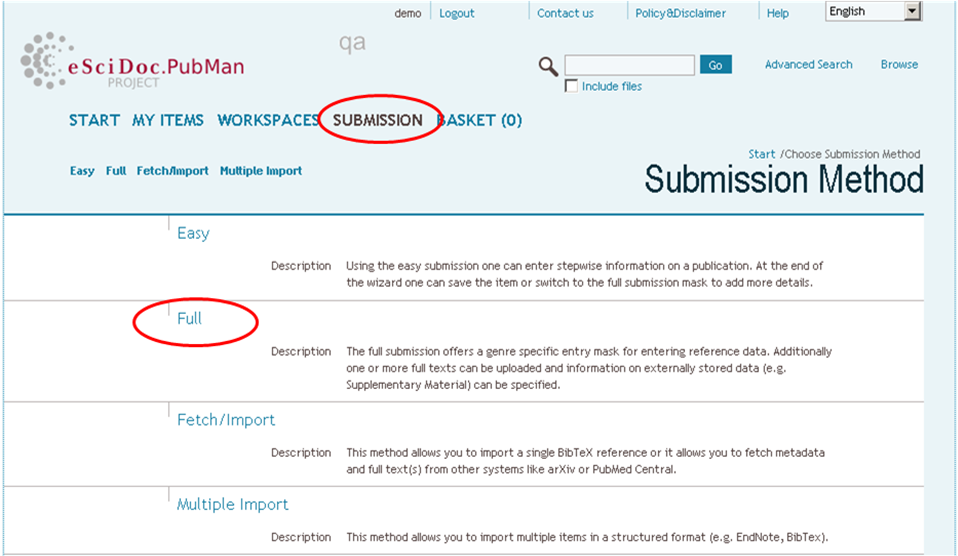 demo Logout Contact us Policy&Disclaimer Help English
qa
eSciDoc.PubMan
PROJECT
Go Advanced Search Browse
Include files
START MY ITEMS WORKSPACES SUBMISSION BASKET (0)
Start /Choose Submission Method
Easy Full Fetch/Import Multiple Import
Submission Method
Easy
Description Using the easy submission one can enter stepwise information on a publication. At the end of
the wizard one can save the item or switch to the full submission mask to add more details.
Full
Description The full submission offers a genre specific entry mask for entering reference data. Additionally
one or more full texts can be uploaded and information on externally stored data (e.g.
Supplementary Material) can be specified.
Fetch/Import
Description This method allows you to import a single BibTeX reference or it allows you to fetch metadata
and full text(s) from other systems like arXiv or PubMed Central.
Multiple Import
Description This method allows you to import multiple items in a structured format (e.g. EndNote, BibTex).